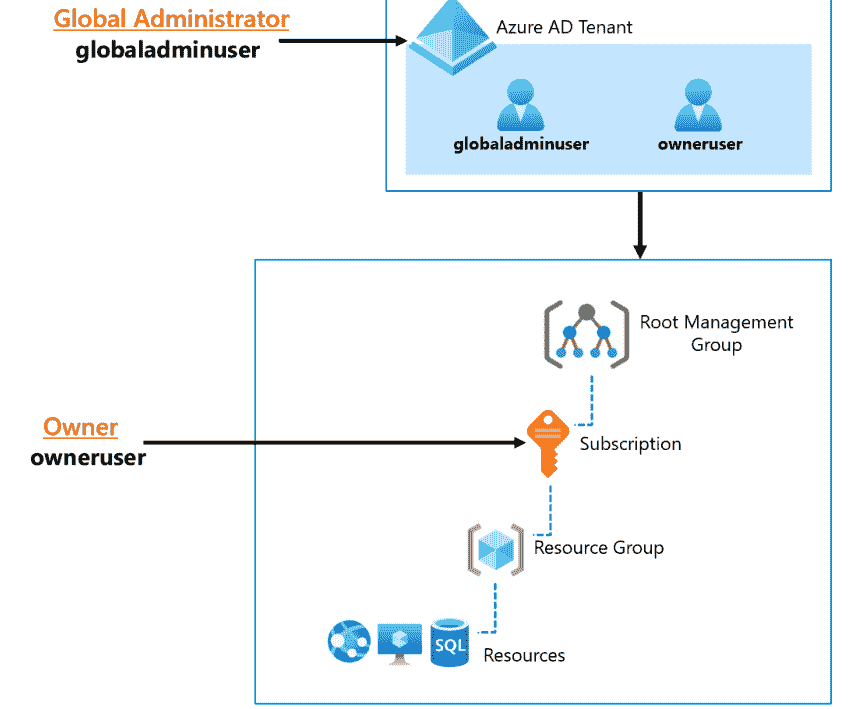 Global Administrator
globaladminuser
Azure AD Tenant
globaladminuser
owneruser
Root Management
Group
Owner
owneruser
Subscription
Resource Group
SQL
Resources